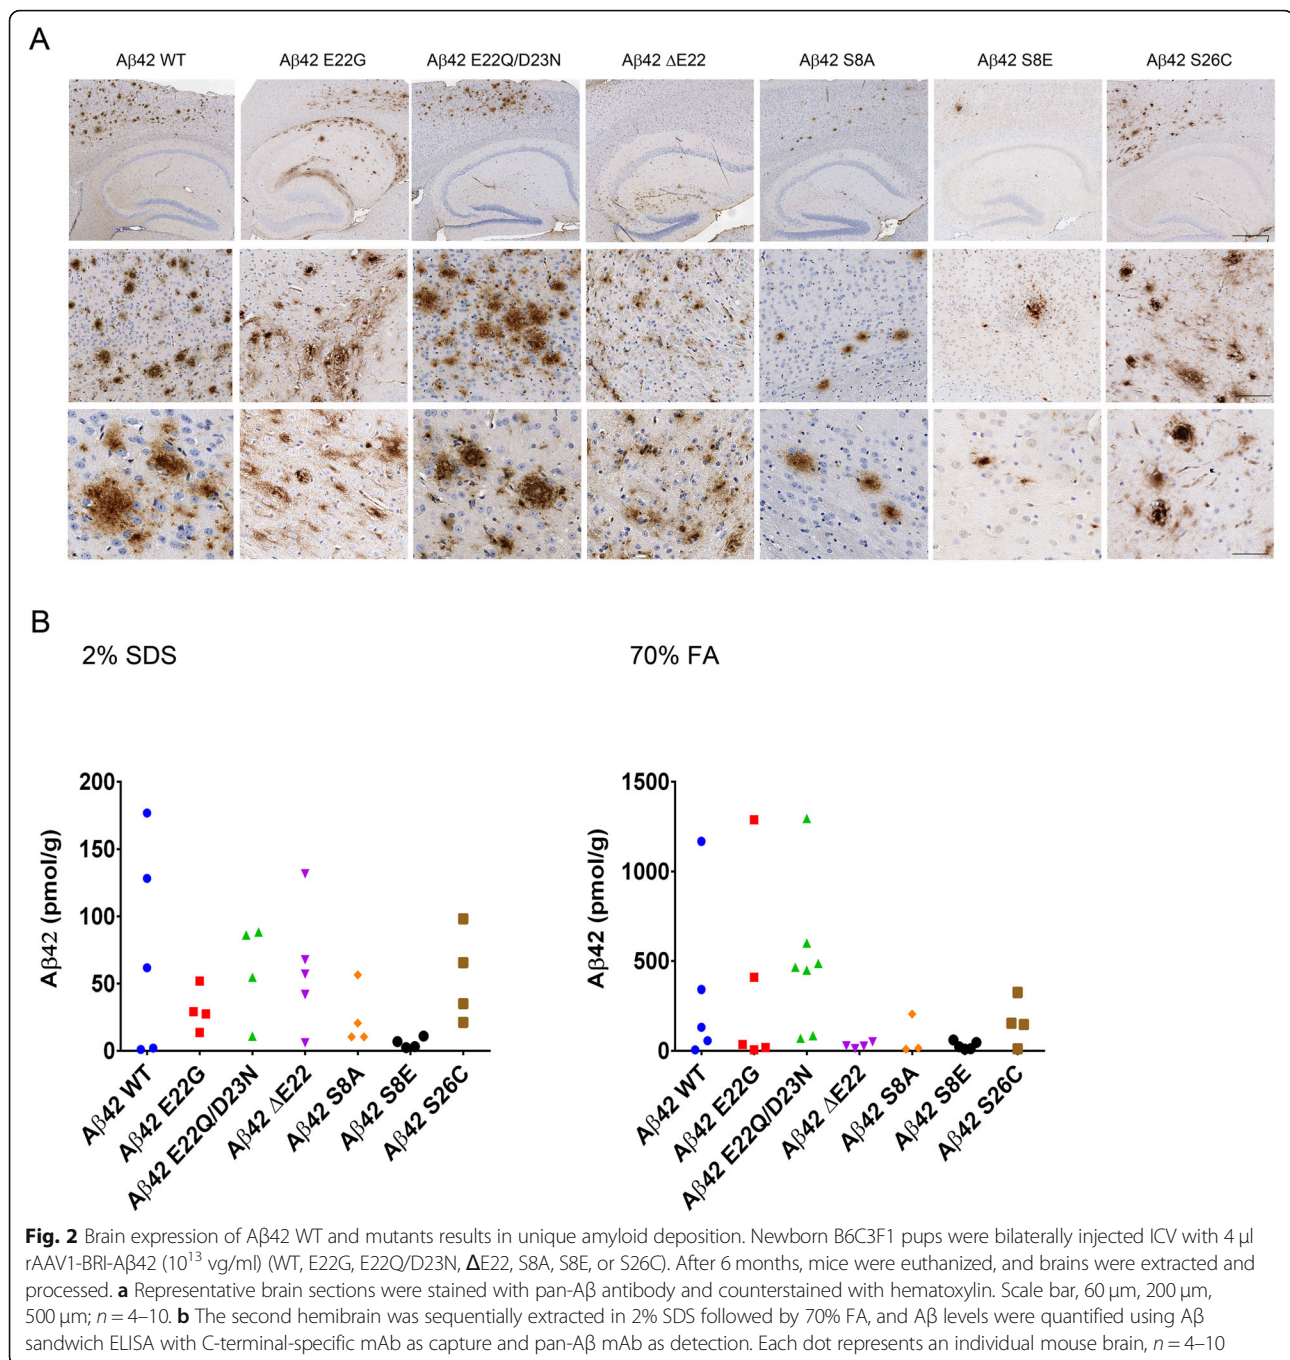 A
Aβ42 WT
Aβ42 E22G
Aβ42 E22Q/D23N
Aβ42 ΔE22
Aβ42 S8A
Aβ42 S8E
Aβ42 S26C
B
2% SDS
70% FA
Aβ42 (pmol/g)
200
150
100
50
0
Aβ42 WT
Aβ42 E22G
Aβ42 E22Q/D23N
Aβ42 ΔE22
Aβ42 S8A
Aβ42 S8E
Aβ42 S26C
Aβ42 (pmol/g)
1500
1000
500
0
Aβ42 WT
Aβ42 E22G
Aβ42 E22Q/D23N
Aβ42 ΔE22
Aβ42 S8A
Aβ42 S8E
Aβ42 S26C
Fig. 2 Brain expression of Aβ42 WT and mutants results in unique amyloid deposition. Newborn B6C3F1 pups were bilaterally injected ICV with 4 μl
rAAV1-BRI-Aβ42 (10¹³ vg/ml) (WT, E22G, E22Q/D23N, ΔE22, S8A, S8E, or S26C). After 6 months, mice were euthanized, and brains were extracted and
processed. a Representative brain sections were stained with pan-Aβ antibody and counterstained with hematoxylin. Scale bar, 60 μm, 200 μm,
500 μm; n = 4–10. b The second hemibrain was sequentially extracted in 2% SDS followed by 70% FA, and Aβ levels were quantified using Aβ
sandwich ELISA with C-terminal-specific mAb as capture and pan-Aβ mAb as detection. Each dot represents an individual mouse brain, n = 4–10